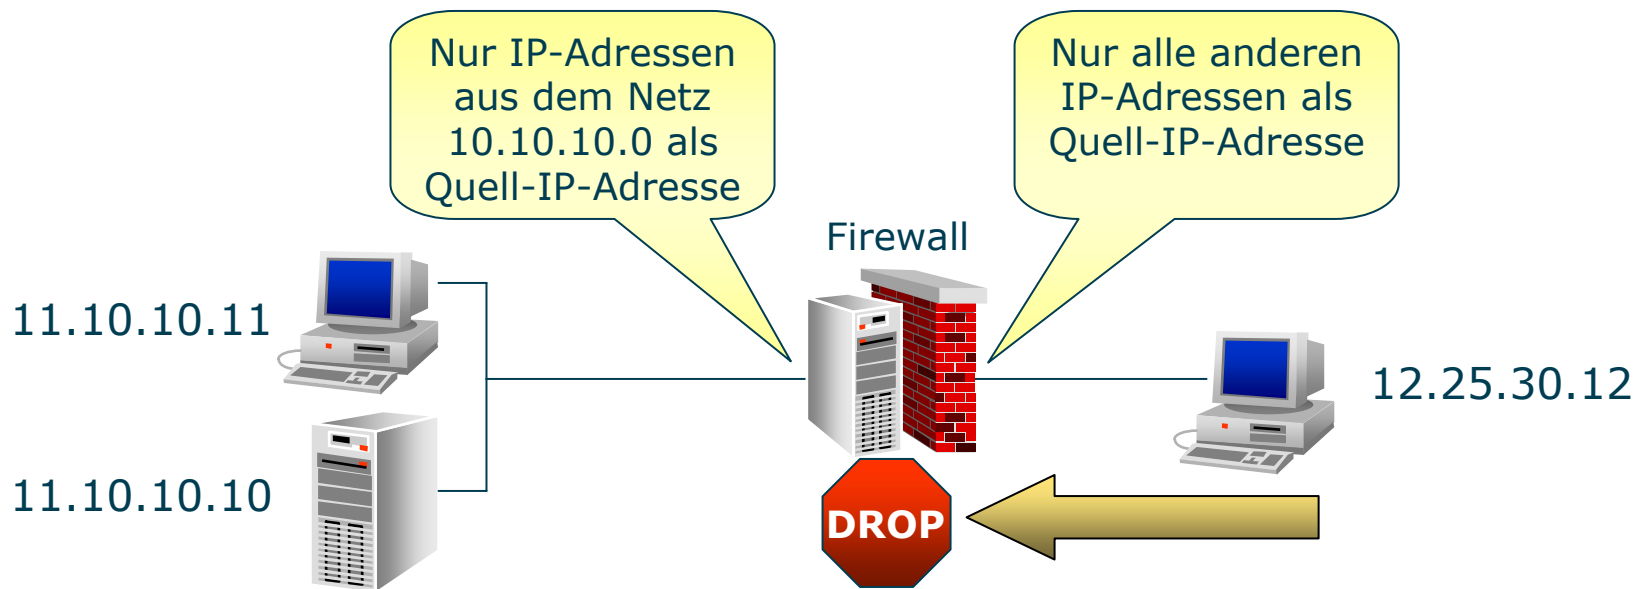 Nur IP-Adressen
aus dem Netz
10.10.10.0 als
Quell-IP-Adresse
Nur alle anderen
IP-Adressen als
Quell-IP-Adresse
Firewall
11.10.10.11
12.25.30.12
11.10.10.10
DROP